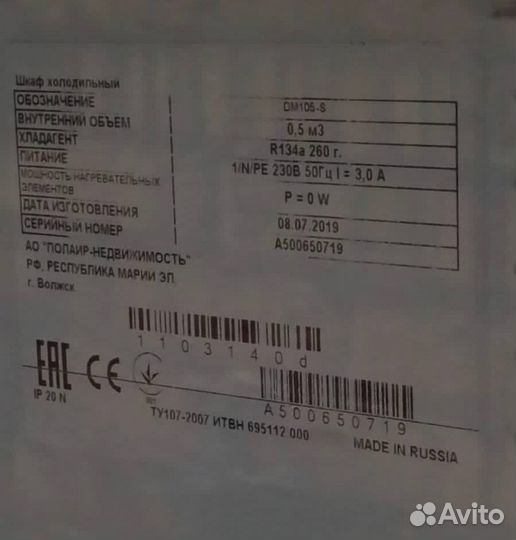 Шкаф холодильный
ОБОЗНАЧЕНИЕ DM105-S
ВНУТРЕННИЙ ОБЪЕМ 0,5 м3
ХЛАДАГЕНТ R134a 260 г.
ПИТАНИЕ 1/N/PE 230В 50Гц I = 3,0 А
МОЩНОСТЬ НАГРЕВАТЕЛЬНЫХ ЭЛЕМЕНТОВ P = 0 W
ДАТА ИЗГОТОВЛЕНИЯ 08.07.2019
СЕРИЙНЫЙ НОМЕР A500650719
АО "ПОЛАИР-НЕДВИЖИМОСТЬ"
РФ, РЕСПУБЛИКА МАРИИ ЭЛ,
г. Волжск
1103140d
EAC CE
IP 20 N
A500650719
ТУ107-2007 ИТВН 695112 000
MADE IN RUSSIA
Avito